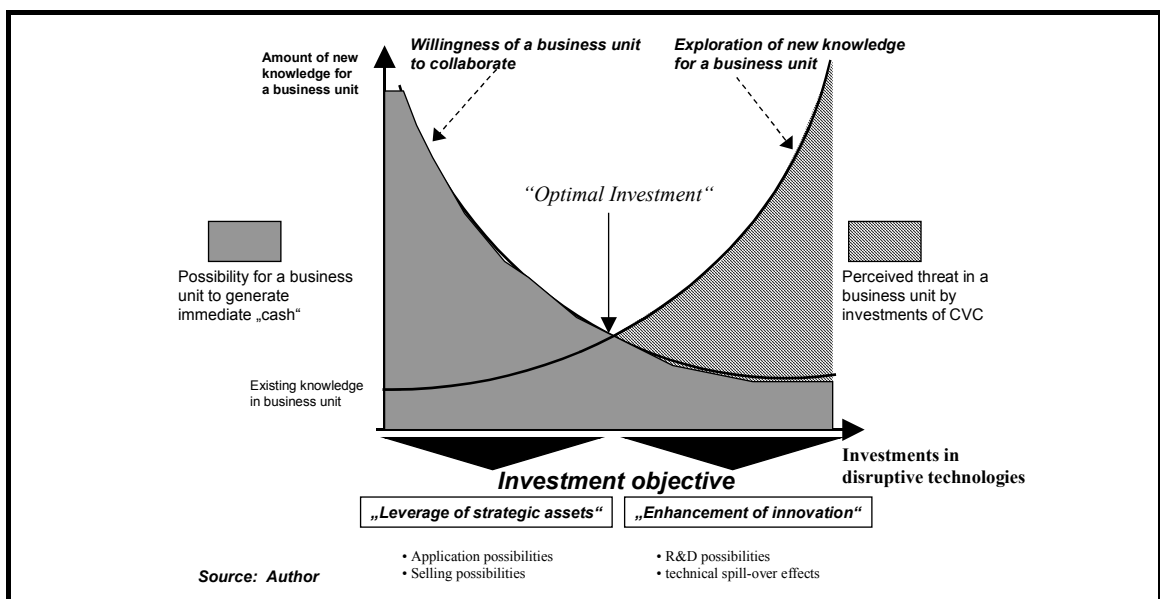 Amount of new
knowledge for
a business unit
Willingness of a business unit
to collaborate
Exploration of new knowledge
for a business unit
“Optimal Investment“
Possibility for a business
unit to generate
immediate „cash“
Perceived threat in a
business unit by
investments of CVC
Existing knowledge
in business unit
Investments in
disruptive technologies
Investment objective
„Leverage of strategic assets“
„Enhancement of innovation“
• Application possibilities
• Selling possibilities
• R&D possibilities
• technical spill-over effects
Source: Author